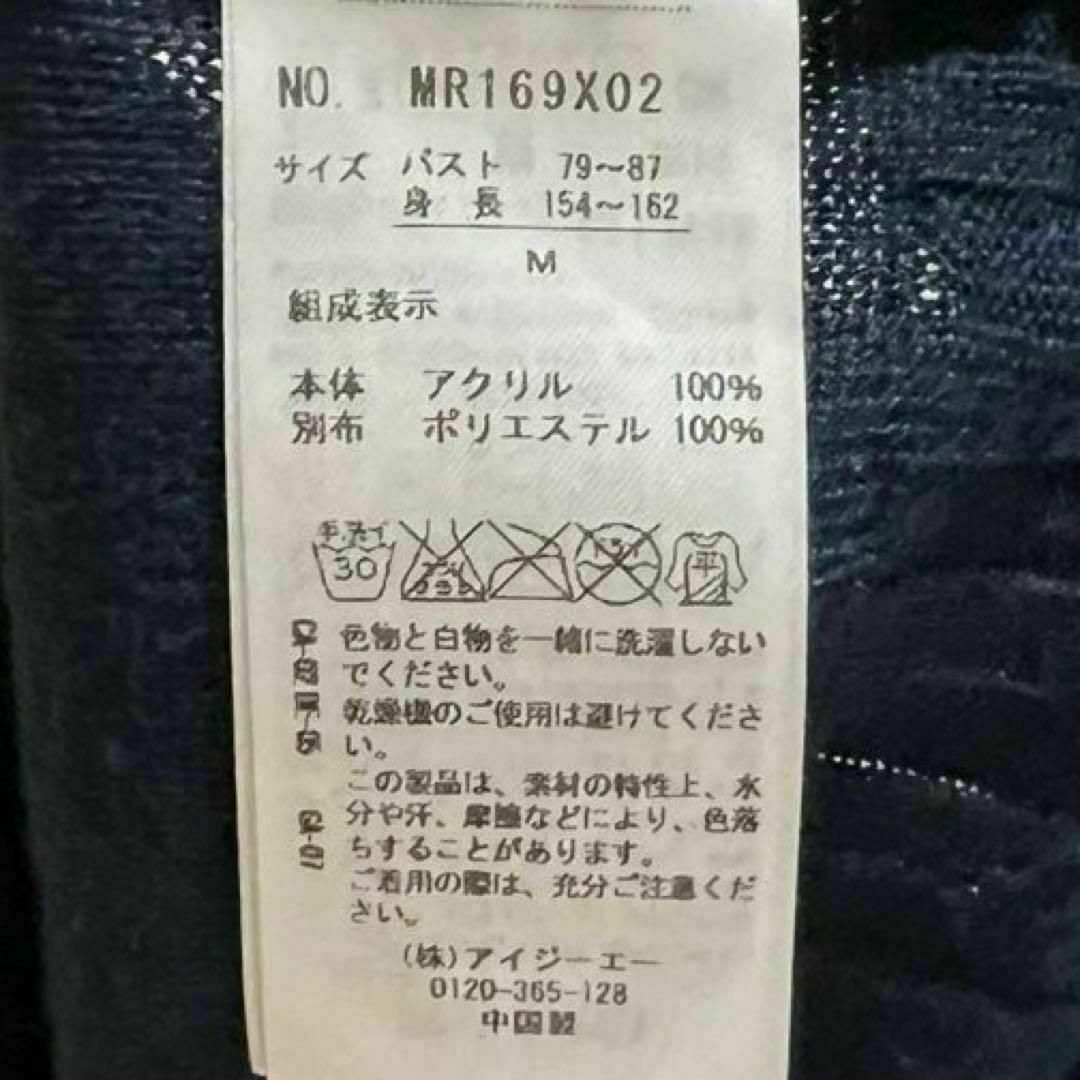 NO. MR169X02
サイズ バスト 79～87
身長 154～162
M
組成表示
本体 アクリル 100%
別布 ポリエステル 100%
30
ドライ
平
色物と白物を一緒に洗濯しない
でください。
乾燥機のご使用は避けてくださ
い。
この製品は、素材の特性上、水
分や汗、摩擦などにより、色落
ちすることがあります。
ご着用の際は、充分ご注意くだ
さい。
(株)アイジーエー
0120-365-128
中国製